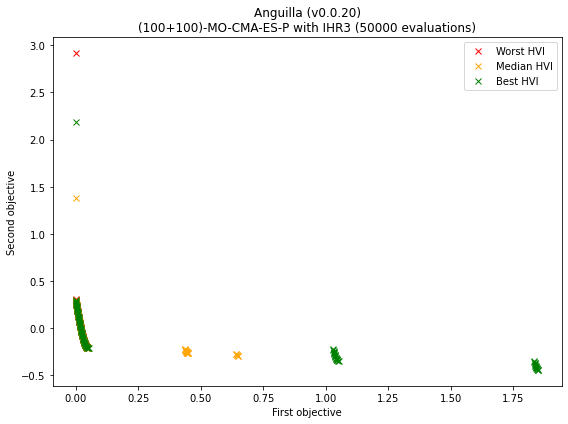 Anguilla (v0.0.20)
(100+100)-MO-CMA-ES-P with IHR3 (50000 evaluations)
Worst HVI
Median HVI
Best HVI
Second objective
3.0
2.5
2.0
1.5
1.0
0.5
0.0
−0.5
0.00 0.25 0.50 0.75 1.00 1.25 1.50 1.75
First objective